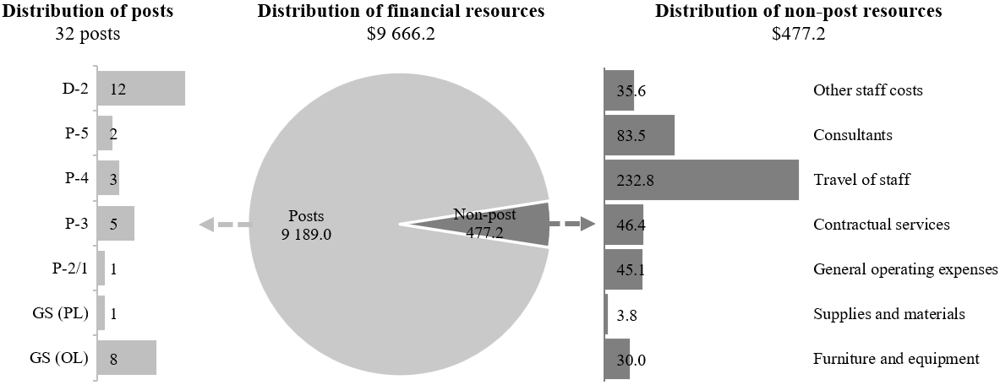 Distribution of posts
32 posts
D-2 12
P-5 2
P-4 3
P-3 5
P-2/1 1
GS (PL) 1
GS (OL) 8
Distribution of financial resources
$9 666.2
Posts
9 189.0
Non-post
477.2
Distribution of non-post resources
$477.2
35.6 Other staff costs
83.5 Consultants
232.8 Travel of staff
46.4 Contractual services
45.1 General operating expenses
3.8 Supplies and materials
30.0 Furniture and equipment